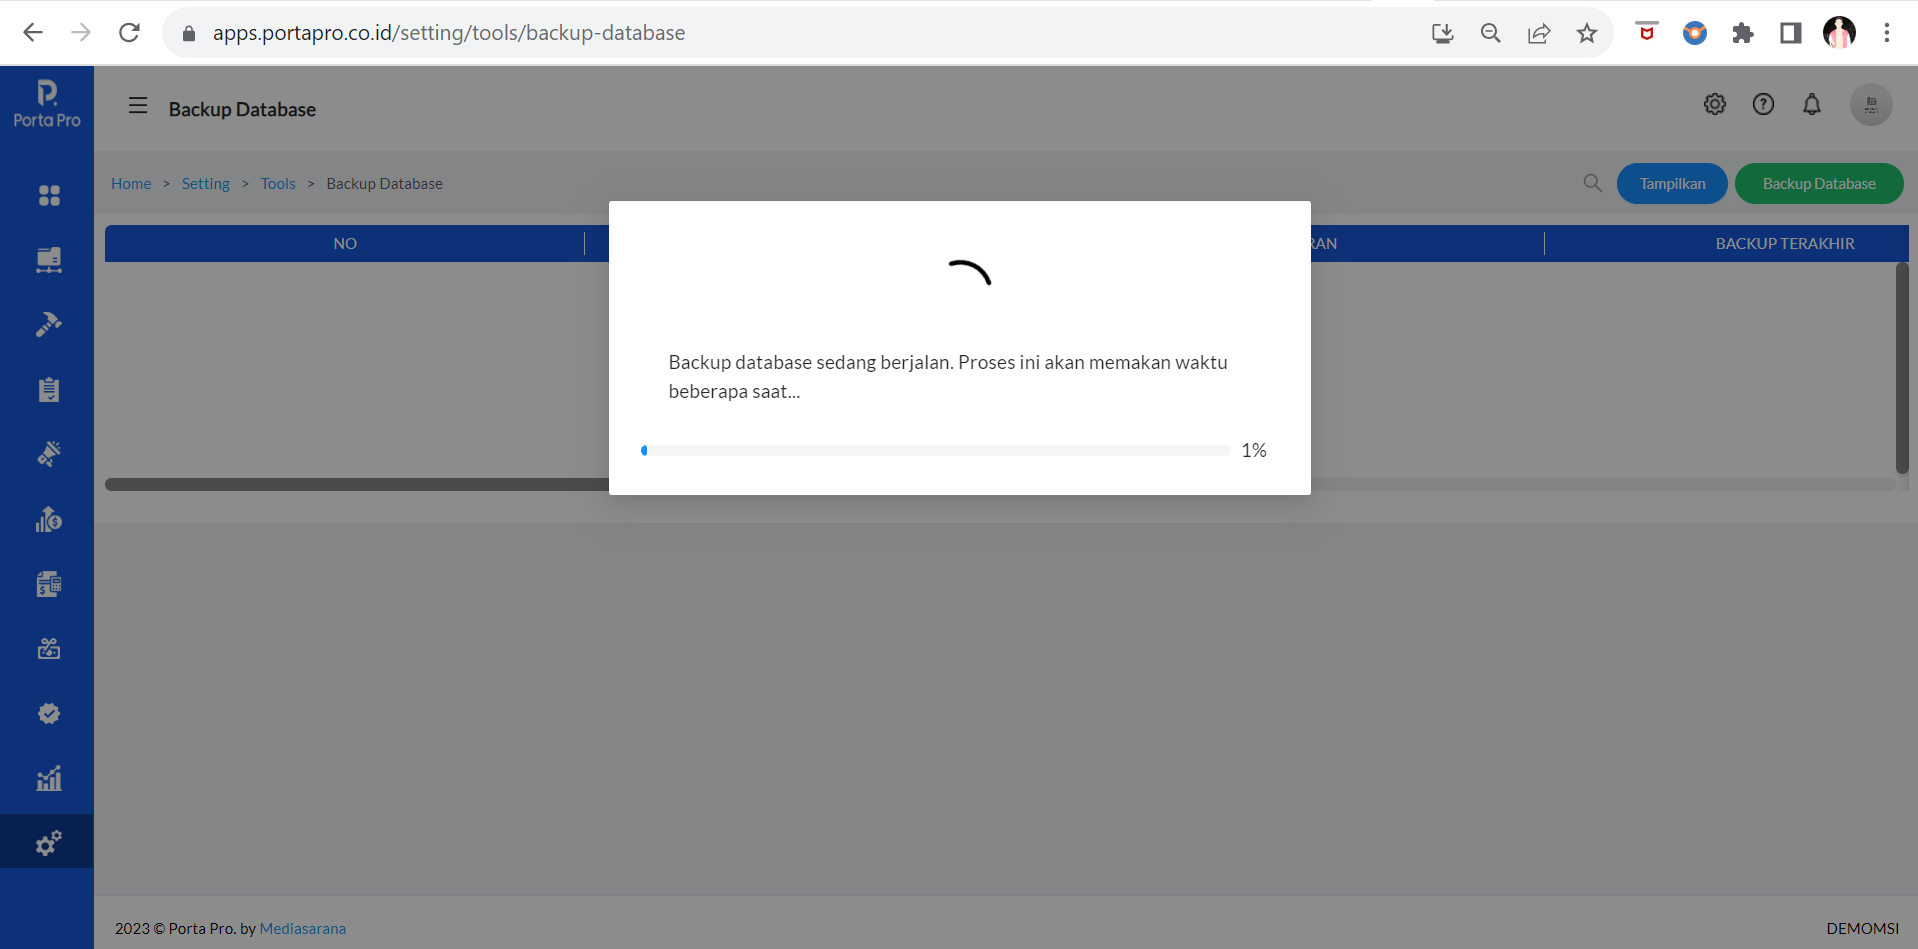 apps.portapro.co.id/setting/tools/backup-database
Porta Pro
Backup Database
Home > Setting > Tools > Backup Database
Tampilkan
Backup Database
NO
RAN
BACKUP TERAKHIR
Backup database sedang berjalan. Proses ini akan memakan waktu
beberapa saat...
1%
2023 © Porta Pro. by Mediasarana
DEMOMSI